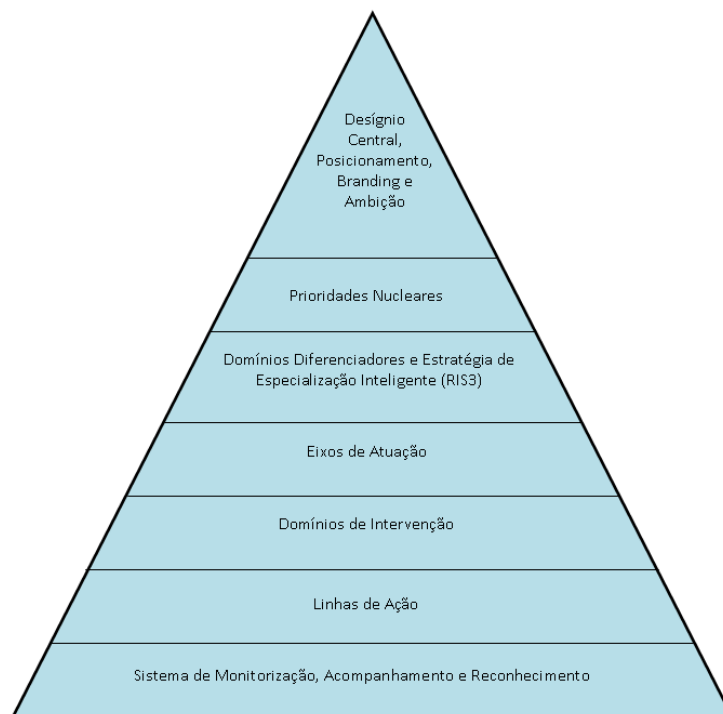 Desígnio
Central,
Posicionamento,
Branding e
Ambição
Prioridades Nucleares
Domínios Diferenciadores e Estratégia de
Especialização Inteligente (RIS3)
Eixos de Atuação
Domínios de Intervenção
Linhas de Ação
Sistema de Monitorização, Acompanhamento e Reconhecimento